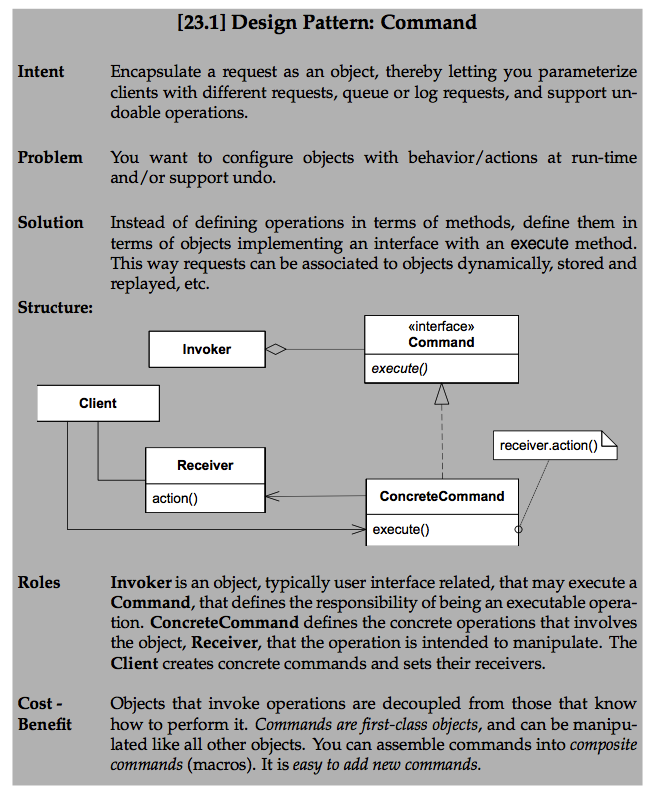 [23.1] Design Pattern: Command
Intent Encapsulate a request as an object, thereby letting you parameterize
clients with different requests, queue or log requests, and support un-
doable operations.
Problem You want to configure objects with behavior/actions at run-time
and/or support undo.
Solution Instead of defining operations in terms of methods, define them in
terms of objects implementing an interface with an execute method.
This way requests can be associated to objects dynamically, stored and
replayed, etc.
Structure:
«interface»
Command
execute()
Invoker
Client
receiver.action()
Receiver
action()
ConcreteCommand
execute()
Roles Invoker is an object, typically user interface related, that may execute a
Command, that defines the responsibility of being an executable opera-
tion. ConcreteCommand defines the concrete operations that involves
the object, Receiver, that the operation is intended to manipulate. The
Client creates concrete commands and sets their receivers.
Cost - Objects that invoke operations are decoupled from those that know
Benefit how to perform it. Commands are first-class objects, and can be manipu-
lated like all other objects. You can assemble commands into composite
commands (macros). It is easy to add new commands.